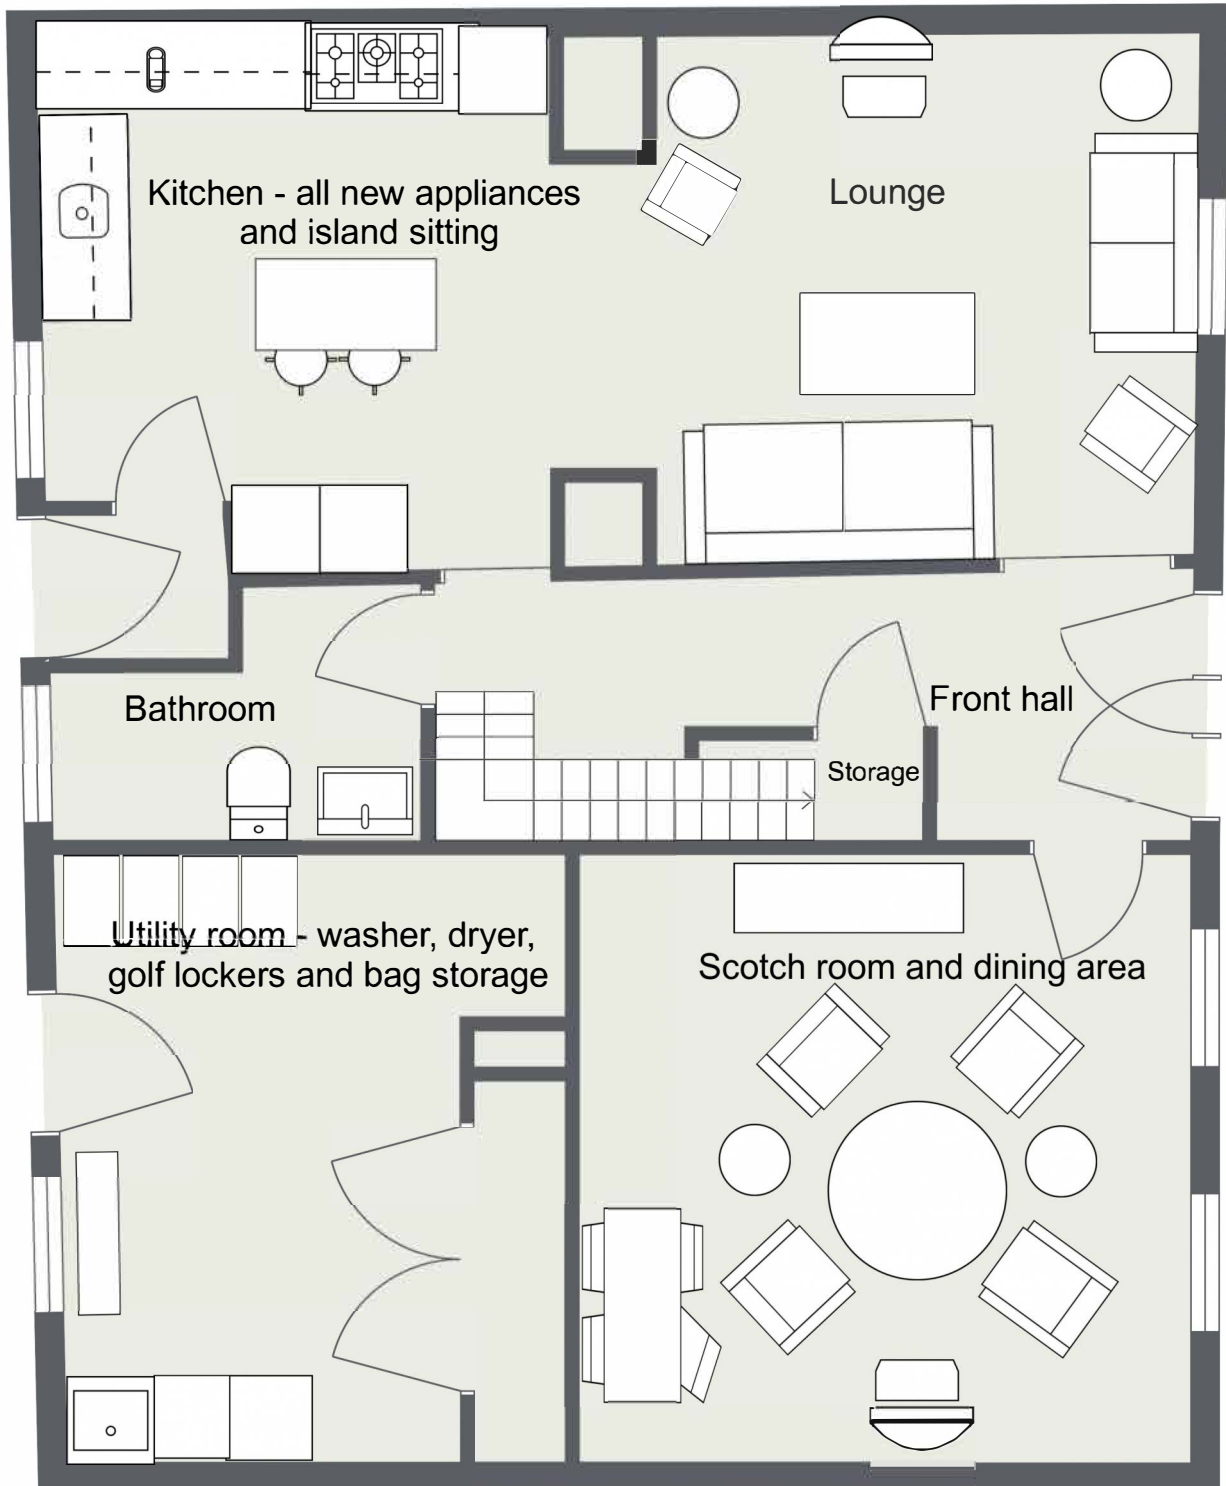 Kitchen - all new appliances
and island sitting
Lounge
Bathroom
Front hall
Storage
Utility room - washer, dryer,
golf lockers and bag storage
Scotch room and dining area